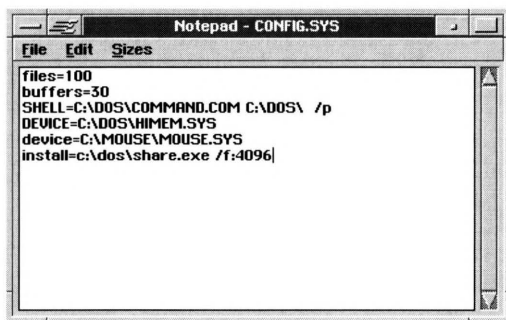 Notepad - CONFIG.SYS
File Edit Sizes
files=100
buffers=30
SHELL=C:\DOS\COMMAND.COM C:\DOS\ /p
DEVICE=C:\DOS\HIMEM.SYS
device=C:\MOUSE\MOUSE.SYS
install=c:\dos\share.exe /f:4096